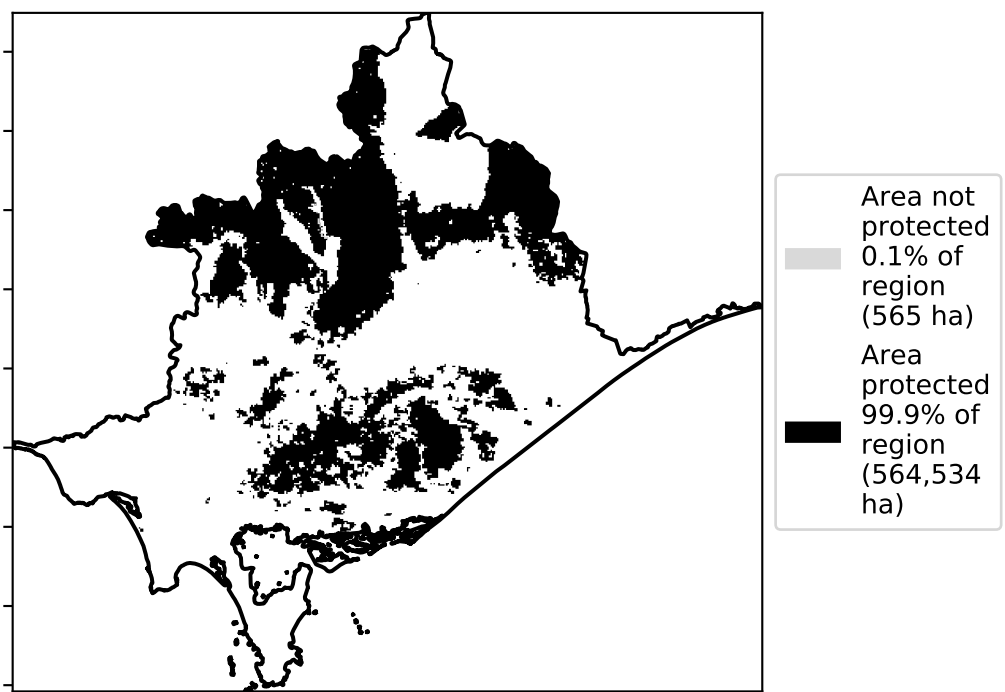 Area not
protected
0.1% of
region
(565 ha)
Area
protected
99.9% of
region
(564,534
ha)